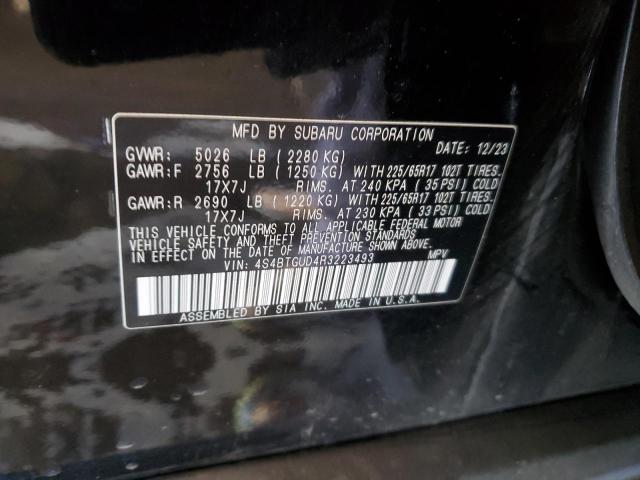 MFD BY SUBARU CORPORATION
DATE: 12/23
GVWR: 5026 LB ( 2280 KG)
GAWR:F 2756 LB ( 1250 KG) WITH 225/65R17 102T TIRES.
17X7J RIMS. AT 240 KPA ( 35 PSI) COLD
GAWR:R 2690 LB ( 1220 KG) WITH 225/65R17 102T TIRES.
17X7J RIMS. AT 230 KPA ( 33 PSI) COLD
THIS VEHICLE CONFORMS TO ALL APPLICABLE FEDERAL MOTOR
VEHICLE SAFETY AND THEFT PREVENTION STANDARDS
IN EFFECT ON THE DATE OF MANUFACTURE SHOWN ABOVE.
VIN: 4S4BTGUD4R3223493 MPV
ASSEMBLED BY SIA INC. MADE IN U.S.A.